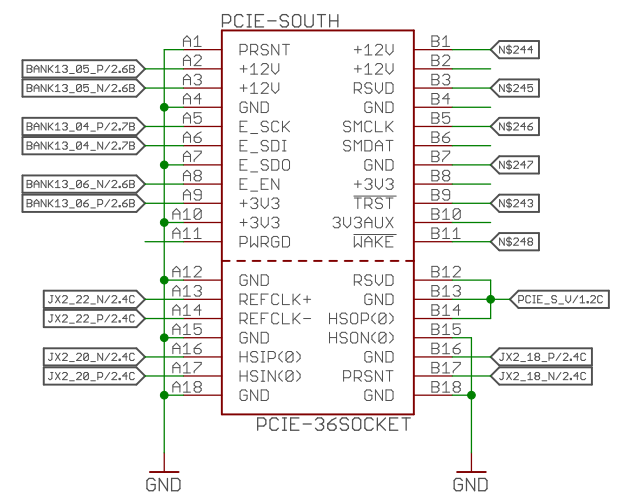 PCIE-SOUTH
A1 PRSNT +12V B1 N$244
BANK13_05_P/2.6B A2 +12V +12V B2
BANK13_05_N/2.6B A3 +12V RSVD B3 N$245
A4 GND GND B4
BANK13_04_P/2.7B A5 E_SCK SMCLK B5 N$246
BANK13_04_N/2.7B A6 E_SDI SMDAT B6
A7 E_SDO GND B7 N$247
BANK13_06_N/2.6B A8 E_EN +3V3 B8
BANK13_06_P/2.6B A9 +3V3 TRST B9 N$243
A10 +3V3 3V3AUX B10
A11 PWRGD WAKE B11 N$248
A12 GND RSVD B12
JX2_22_N/2.4C A13 REFCLK+ GND B13 PCIE_S_V/1.2C
JX2_22_P/2.4C A14 REFCLK- HSOP(0) B14
A15 GND HSON(0) B15
JX2_20_N/2.4C A16 HSIP(0) GND B16 JX2_18_P/2.4C
JX2_20_P/2.4C A17 HSIN(0) PRSNT B17 JX2_18_N/2.4C
A18 GND GND B18
PCIE-36SOCKET
GND GND